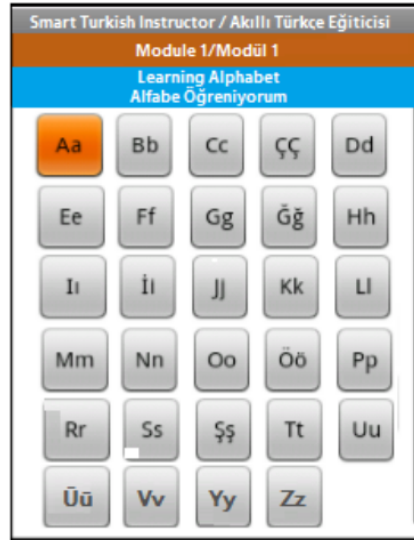 Smart Turkish Instructor / Akıllı Türkçe Eğiticisi
Module 1/Modül 1
Learning Alphabet
Alfabe Öğreniyorum
Aa Bb Cc ÇÇ Dd
Ee Ff Gg Ğğ Hh
Iı İi Jj Kk Ll
Mm Nn Oo Öö Pp
Rr Ss Şş Tt Uu
Üü Vv Yy Zz